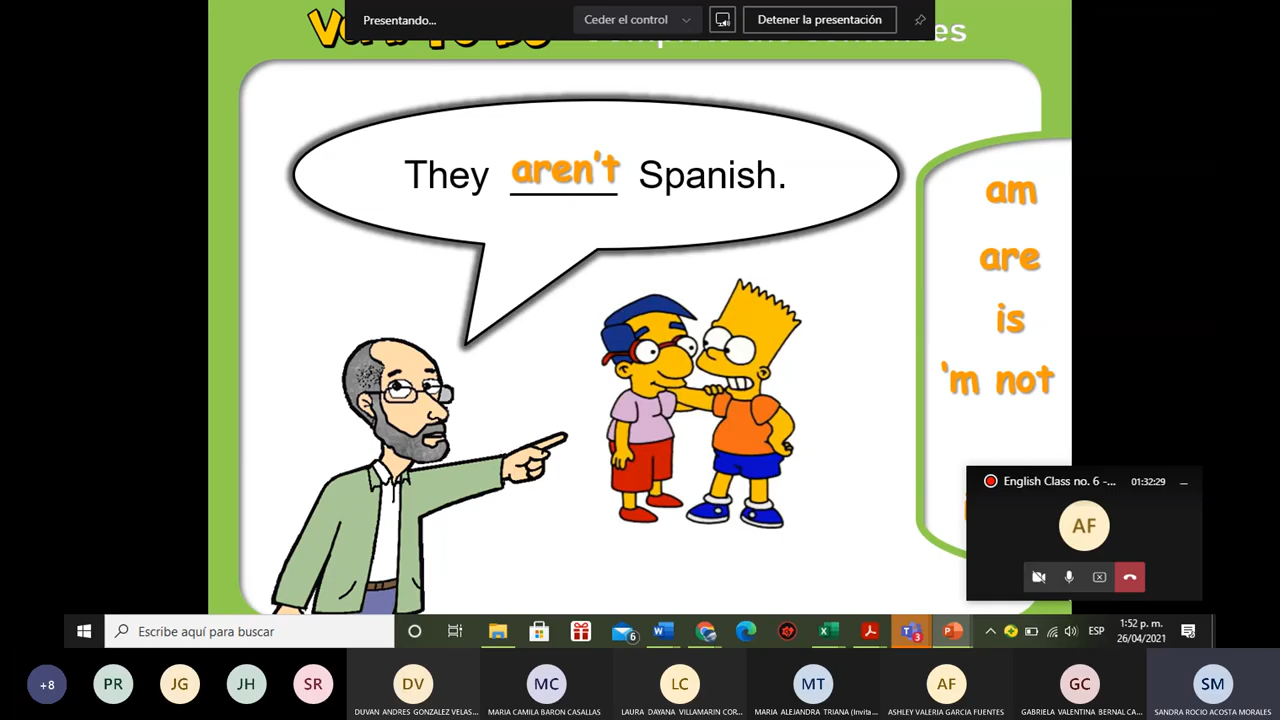 Presentando...
Ceder el control
Detener la presentación
They aren't Spanish.
am
are
is
'm not
English Class no. 6 -...
01:32:29
AF
Escribe aquí para buscar
6
3
ESP
1:52 p. m.
26/04/2021
+8
PR
JG
JH
SR
DV
MC
LC
MT
AF
GC
SM
DUVAN ANDRES GONZALEZ VELAS...
MARIA CAMILA BARON CASALLAS
LAURA DAYANA VILLAMARIN COR...
MARIA ALEJANDRA TRIANA (Invita...
ASHLEY VALERIA GARCIA FUENTES
GABRIELA VALENTINA BERNAL CA...
SANDRA ROCIO ACOSTA MORALES